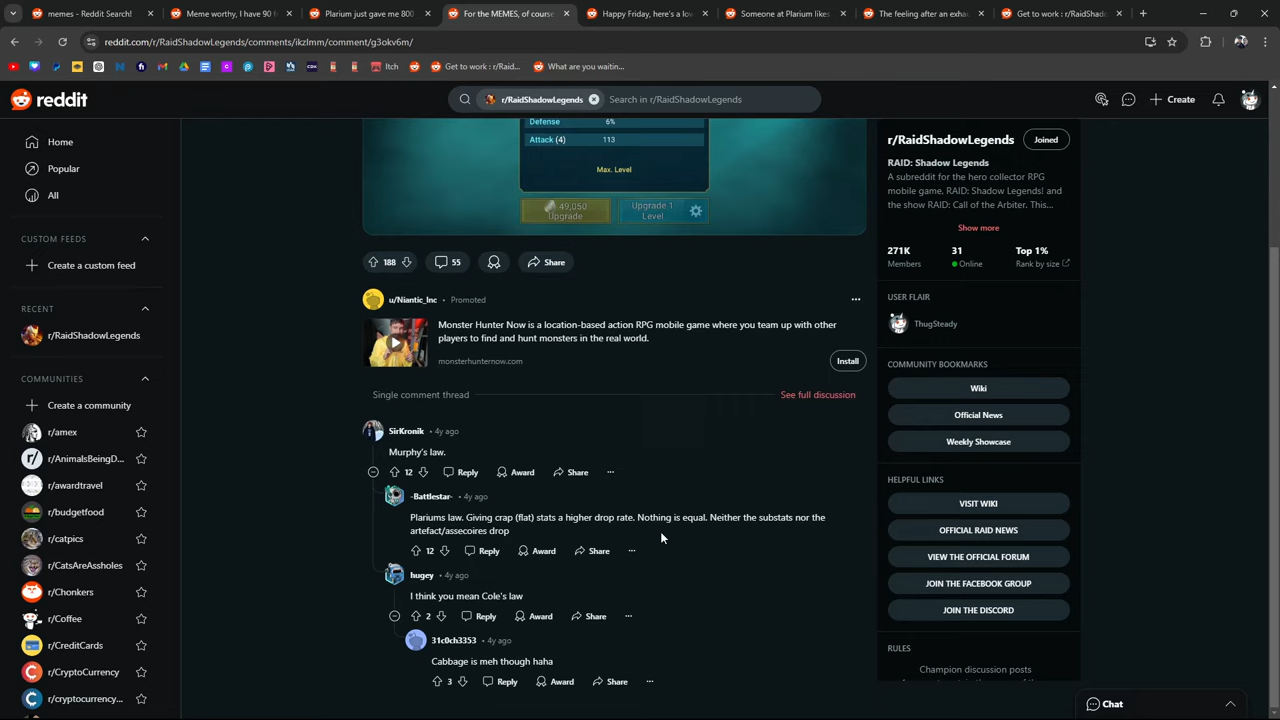 memes - Reddit Search!
Meme worthy, I have 90 f
Plarium just gave me 800
For the MEMES, of course
Happy Friday, here's a lov
Someone at Plarium likes
The feeling after an exhau
Get to work : r/RaidShado
reddit.com/r/RaidShadowLegends/comments/ikzlmm/comment/g3okv6m/
Itch
Get to work : r/Raid...
What are you waitin...
reddit
r/RaidShadowLegends
Search in r/RaidShadowLegends
Create
Home
Popular
All
CUSTOM FEEDS
Create a custom feed
RECENT
r/RaidShadowLegends
COMMUNITIES
Create a community
r/amex
r/AnimalsBeingD...
r/awardtravel
r/budgetfood
r/catpics
r/CatsAreAssholes
r/Chonkers
r/Coffee
r/CreditCards
r/CryptoCurrency
r/cryptocurrency...
Defense 6%
Attack (4) 113
Max. Level
49,050
Upgrade
Upgrade 1
Level
188
55
Share
u/Niantic_Inc • Promoted
Monster Hunter Now is a location-based action RPG mobile game where you team up with other
players to find and hunt monsters in the real world.
monsterhunternow.com
Install
Single comment thread
See full discussion
SirKronik • 4y ago
Murphy's law.
12 Reply Award Share
-Battlestar- • 4y ago
Plariums law. Giving crap (flat) stats a higher drop rate. Nothing is equal. Neither the substats nor the
artefact/assecoires drop
12 Reply Award Share
hugey • 4y ago
I think you mean Cole's law
2 Reply Award Share
31c0ch3353 • 4y ago
Cabbage is meh though haha
3 Reply Award Share
r/RaidShadowLegends
Joined
RAID: Shadow Legends
A subreddit for the hero collector RPG
mobile game, RAID: Shadow Legends! and
the show RAID: Call of the Arbiter. This...
Show more
271K 31 Top 1%
Members Online Rank by size
USER FLAIR
ThugSteady
COMMUNITY BOOKMARKS
Wiki
Official News
Weekly Showcase
HELPFUL LINKS
VISIT WIKI
OFFICIAL RAID NEWS
VIEW THE OFFICIAL FORUM
JOIN THE FACEBOOK GROUP
JOIN THE DISCORD
RULES
Champion discussion posts
Chat